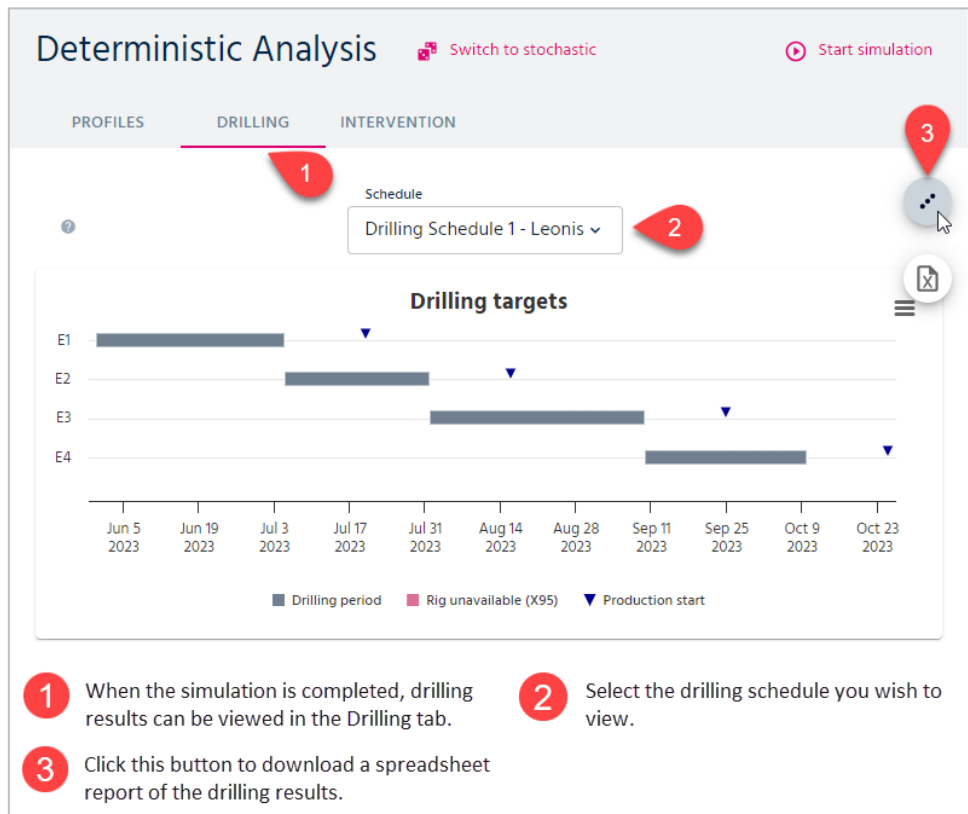 Deterministic Analysis
Switch to stochastic
Start simulation
PROFILES
DRILLING
INTERVENTION
3
1
Schedule
?
Drilling Schedule 1 - Leonis
2
X
Drilling targets
E1
E2
E3
E4
Jun 5 2023
Jun 19 2023
Jul 3 2023
Jul 17 2023
Jul 31 2023
Aug 14 2023
Aug 28 2023
Sep 11 2023
Sep 25 2023
Oct 9 2023
Oct 23 2023
Drilling period
Rig unavailable (X95)
Production start
1
When the simulation is completed, drilling
results can be viewed in the Drilling tab.
2
Select the drilling schedule you wish to
view.
3
Click this button to download a spreadsheet
report of the drilling results.